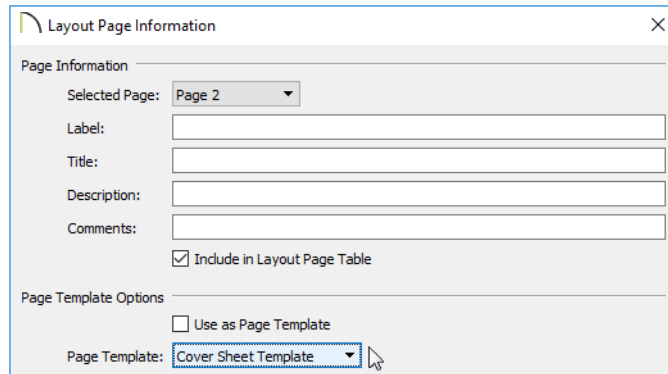 Layout Page Information
Page Information
Selected Page: Page 2
Label:
Title:
Description:
Comments:
Include in Layout Page Table
Page Template Options
Use as Page Template
Page Template: Cover Sheet Template